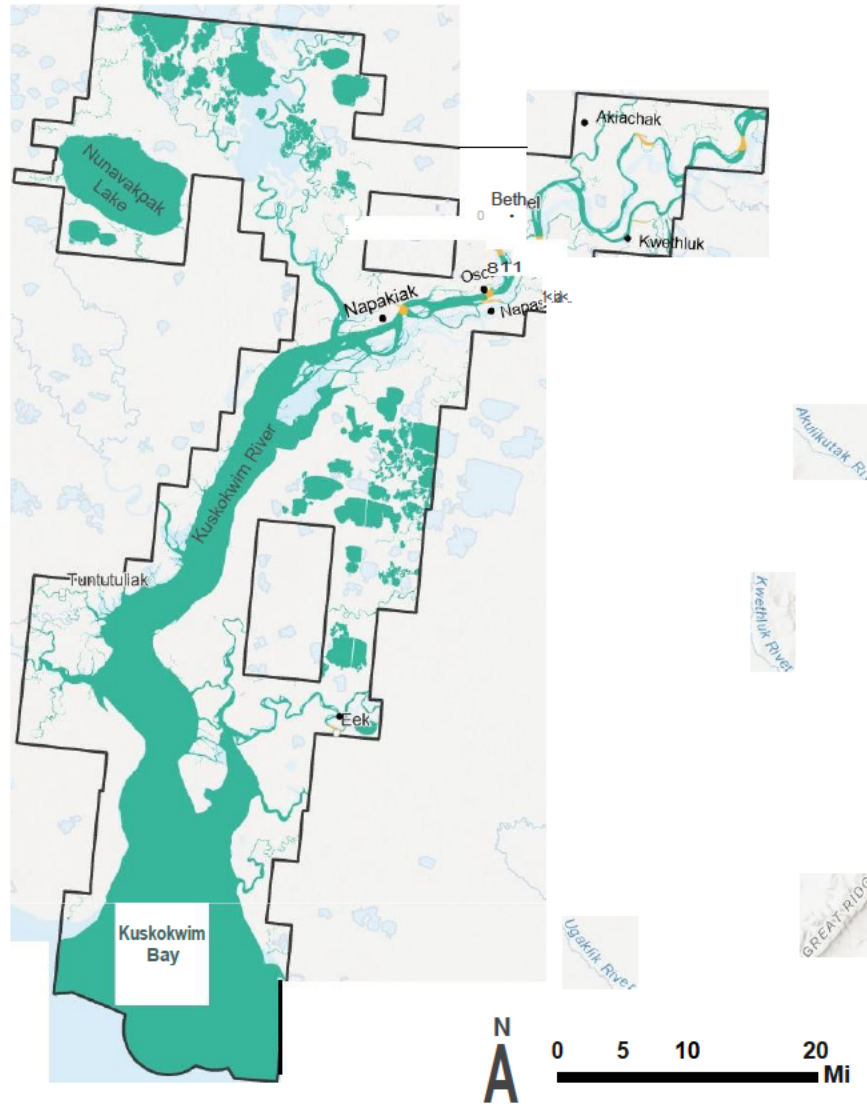 Akiachak
Nunavakpak
Lake
Bethel
Kwethluk
811
Napakiak
Akulikutak
Kuskokwim River
Tuntutuliak
Kwethluk River
Eek
GREAT RIDG
Kuskokwim
Bay
Ugaklik River
N
0 5 10 20
Mi